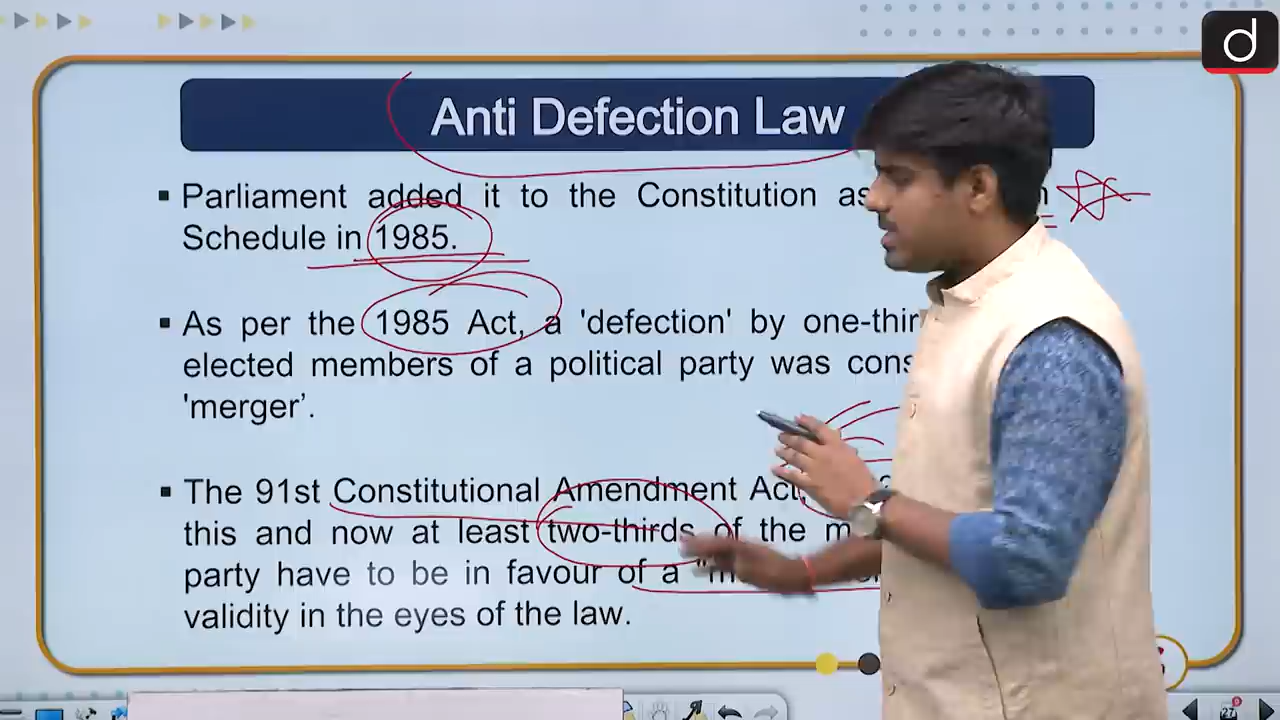 d
Anti Defection Law
▪ Parliament added it to the Constitution as
Schedule in 1985.
▪ As per the 1985 Act, a 'defection' by one-thir
elected members of a political party was cons
'merger’.
▪ The 91st Constitutional Amendment Act,
this and now at least two-thirds of the m
party have to be in favour of a "m
validity in the eyes of the law.
27